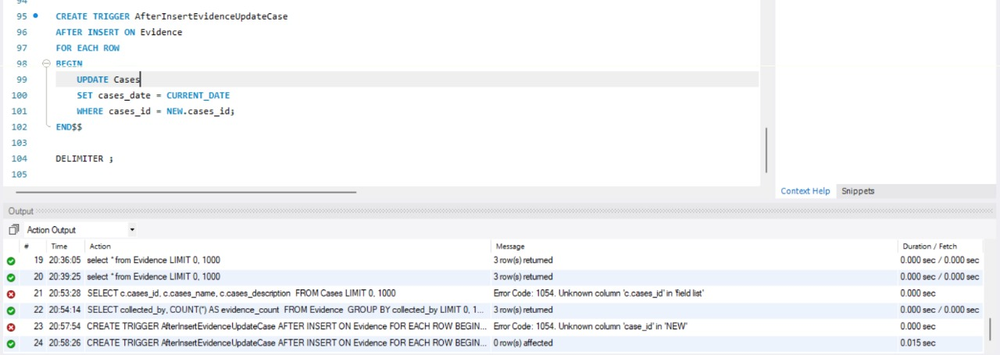 94
95 CREATE TRIGGER AfterInsertEvidenceUpdateCase
96 AFTER INSERT ON Evidence
97 FOR EACH ROW
98 BEGIN
99 UPDATE Cases
100 SET cases_date = CURRENT_DATE
101 WHERE cases_id = NEW.cases_id;
102 END$$
103
104 DELIMITER ;
105
Context Help Snippets
Output
Action Output
# Time Action Message Duration / Fetch
19 20:36:05 select * from Evidence LIMIT 0, 1000 3 row(s) returned 0.000 sec / 0.000 sec
20 20:39:25 select * from Evidence LIMIT 0, 1000 3 row(s) returned 0.000 sec / 0.000 sec
21 20:53:28 SELECT c.cases_id, c.cases_name, c.cases_description FROM Cases LIMIT 0, 1000 Error Code: 1054. Unknown column 'c.cases_id' in 'field list' 0.000 sec
22 20:54:14 SELECT collected_by, COUNT(*) AS evidence_count FROM Evidence GROUP BY collected_by LIMIT 0, 1... 3 row(s) returned 0.000 sec / 0.000 sec
23 20:57:54 CREATE TRIGGER AfterInsertEvidenceUpdateCase AFTER INSERT ON Evidence FOR EACH ROW BEGIN... Error Code: 1054. Unknown column 'case_id' in 'NEW' 0.000 sec
24 20:58:26 CREATE TRIGGER AfterInsertEvidenceUpdateCase AFTER INSERT ON Evidence FOR EACH ROW BEGIN... 0 row(s) affected 0.015 sec